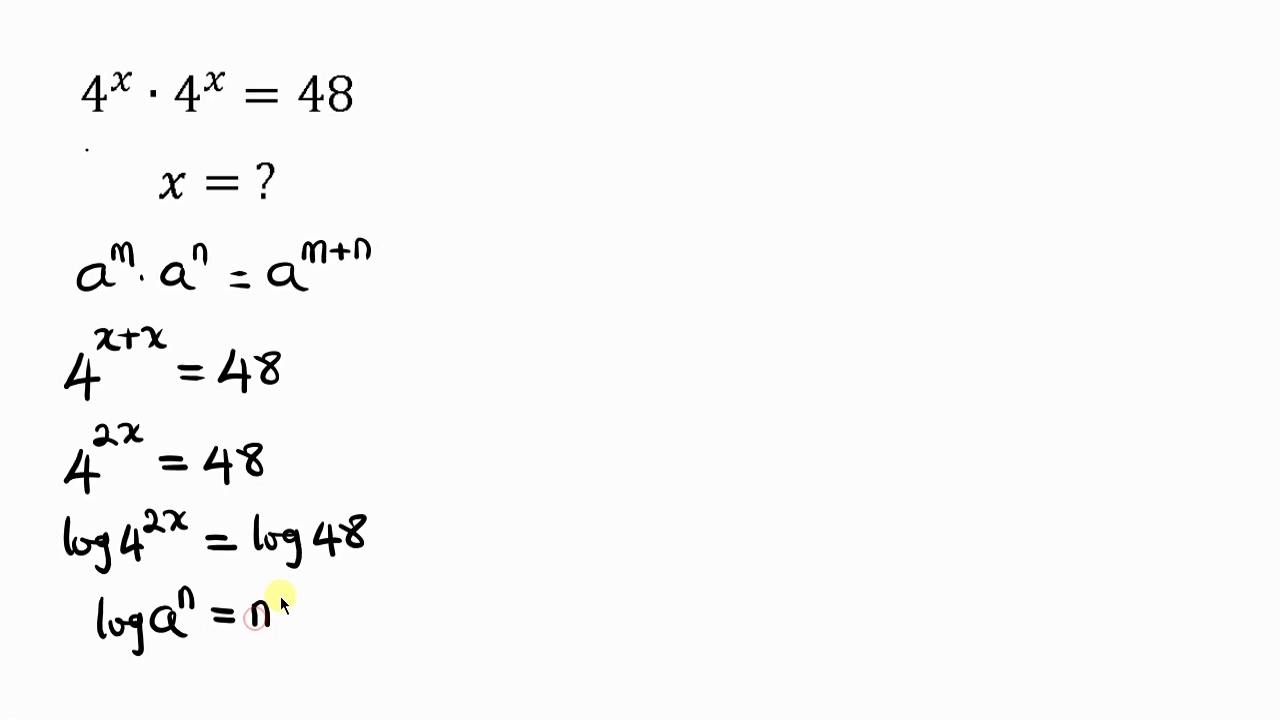 4^x · 4^x = 48
x = ?
a^m · a^n = a^{m+n}
4^{x+x} = 48
4^{2x} = 48
log 4^{2x} = log 48
log a^n = n